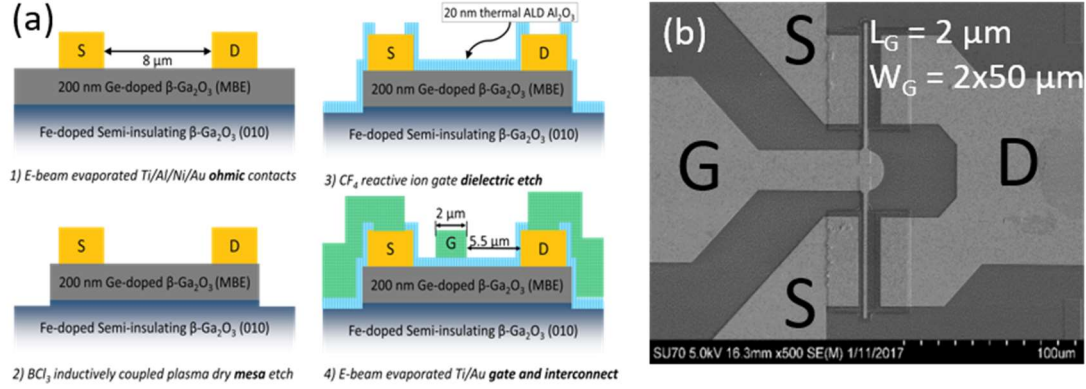 (a)
S
D
8 μm
200 nm Ge-doped β-Ga₂O₃ (MBE)
Fe-doped Semi-insulating β-Ga₂O₃ (010)
1) E-beam evaporated Ti/Al/Ni/Au ohmic contacts
S
D
200 nm Ge-doped β-Ga₂O₃ (MBE)
Fe-doped Semi-insulating β-Ga₂O₃ (010)
2) BCl₃ inductively coupled plasma dry mesa etch
20 nm thermal ALD Al₂O₃
S
D
200 nm Ge-doped β-Ga₂O₃ (MBE)
Fe-doped Semi-insulating β-Ga₂O₃ (010)
3) CF₄ reactive ion gate dielectric etch
2 μm
S
G
5.5 μm
D
200 nm Ge-doped β-Ga₂O₃ (MBE)
Fe-doped Semi-insulating β-Ga₂O₃ (010)
4) E-beam evaporated Ti/Au gate and interconnect
(b)
S
L_G = 2 μm
W_G = 2x50 μm
G
D
S
SU70 5.0kV 16.3mm x500 SE(M) 1/11/2017
100um